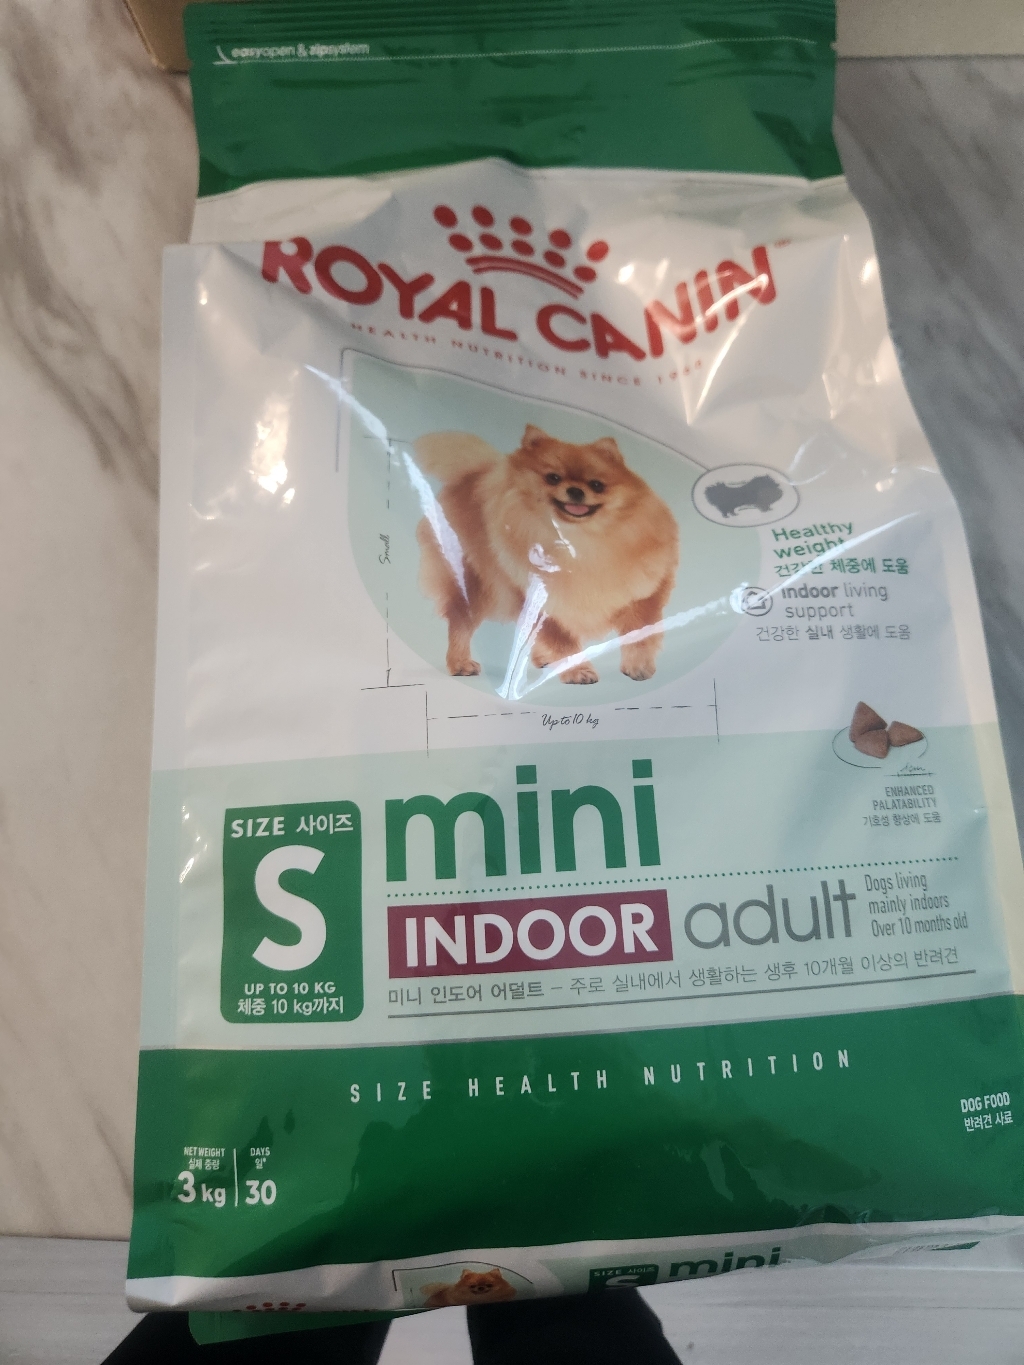 easyopen & zipsystem
ROYAL CANIN
HEALTH NUTRITION SINCE
Small
Healthy
weight
건강한 체중에 도움
indoor living
support
건강한 실내 생활에 도움
Up to 10 kg
ENHANCED
PALATABILITY
기호성 향상에 도움
SIZE 사이즈
S
UP TO 10 KG
체중 10 kg까지
mini
INDOOR adult
Dogs living
mainly indoors
Over 10 months old
미니 인도어 어덜트 – 주로 실내에서 생활하는 생후 10개월 이상의 반려견
SIZE HEALTH NUTRITION
DOG FOOD
반려견 사료
NET WEIGHT
실제 중량
3 kg
DAYS
일*
30
SIZE 사이즈
S
mini